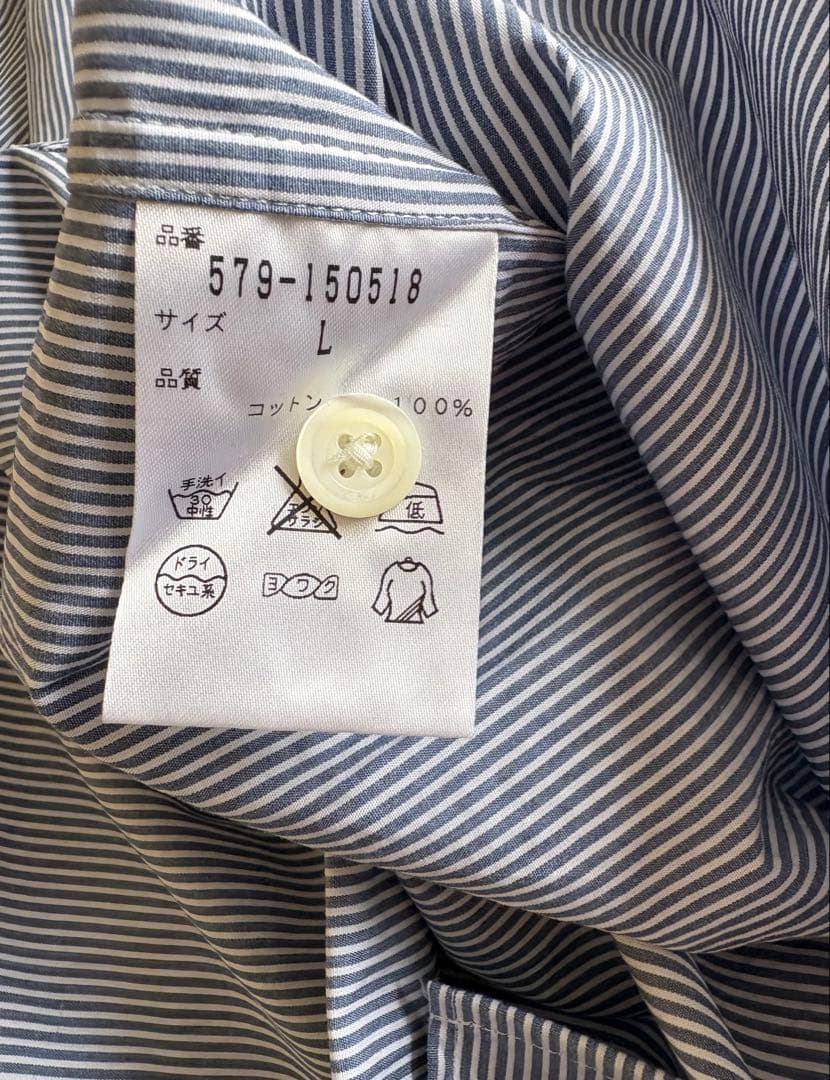 品番
579-150518
サイズ
L
品質
コットン 100%
手洗イ
30
中性
低
ドライ
セキユ系
ヨワク